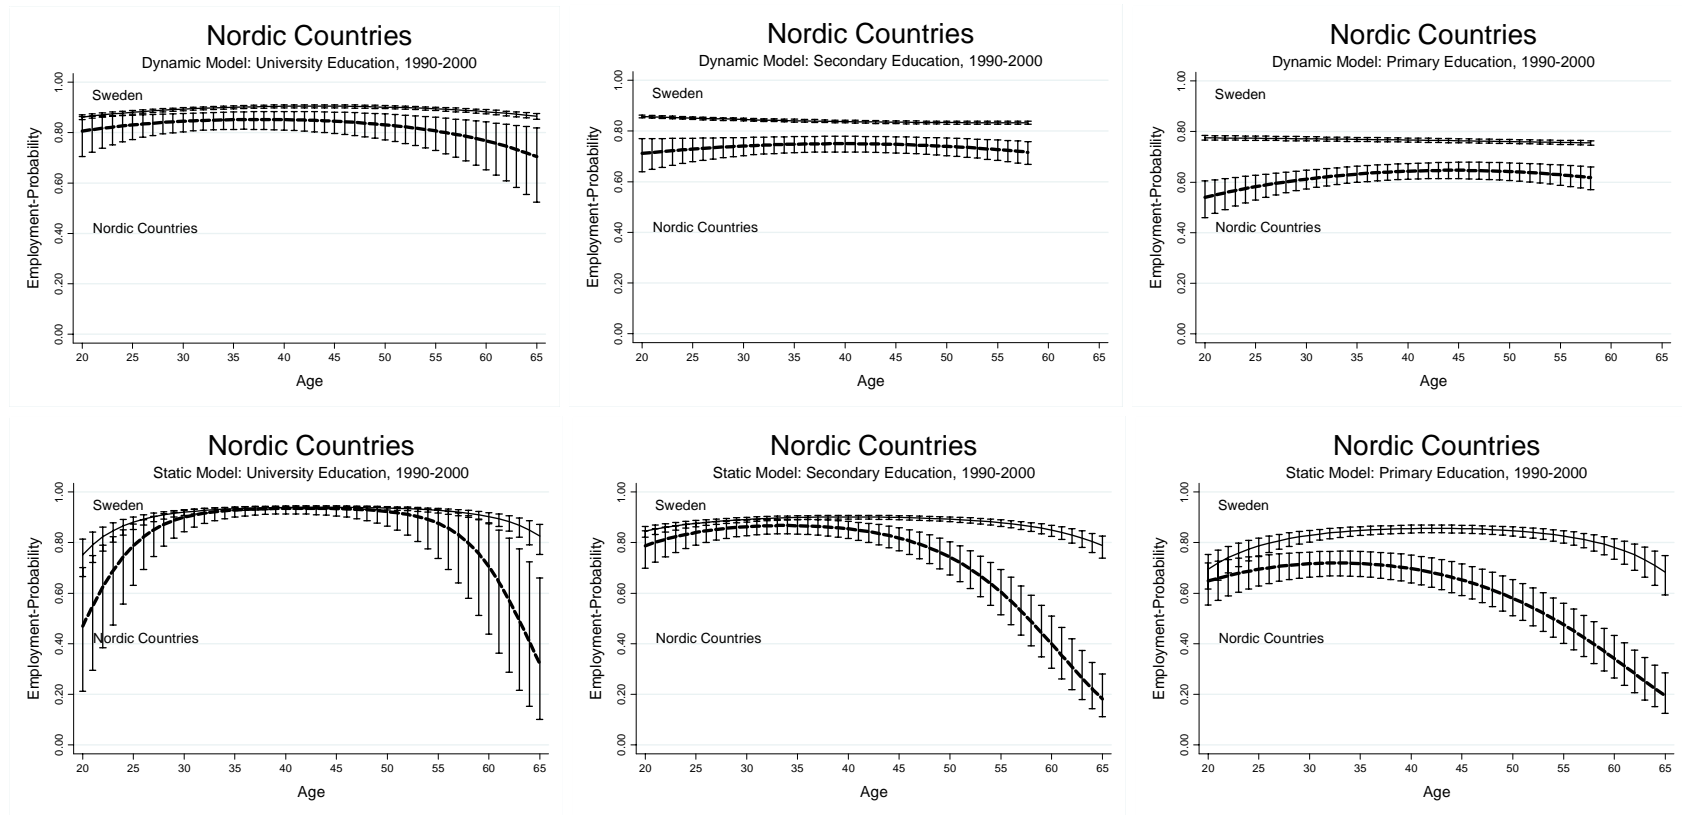 Nordic Countries
Dynamic Model: University Education, 1990-2000
Employment-Probability
1.00
0.80
0.60
0.40
0.20
0.00
Sweden
Nordic Countries
20 25 30 35 40 45 50 55 60 65
Age
Nordic Countries
Dynamic Model: Secondary Education, 1990-2000
Employment-Probability
1.00
0.80
0.60
0.40
0.20
0.00
Sweden
Nordic Countries
20 25 30 35 40 45 50 55 60 65
Age
Nordic Countries
Dynamic Model: Primary Education, 1990-2000
Employment-Probability
1.00
0.80
0.60
0.40
0.20
0.00
Sweden
Nordic Countries
20 25 30 35 40 45 50 55 60 65
Age
Nordic Countries
Static Model: University Education, 1990-2000
Employment-Probability
1.00
0.80
0.60
0.40
0.20
0.00
Sweden
Nordic Countries
20 25 30 35 40 45 50 55 60 65
Age
Nordic Countries
Static Model: Secondary Education, 1990-2000
Employment-Probability
1.00
0.80
0.60
0.40
0.20
0.00
Sweden
Nordic Countries
20 25 30 35 40 45 50 55 60 65
Age
Nordic Countries
Static Model: Primary Education, 1990-2000
Employment-Probability
1.00
0.80
0.60
0.40
0.20
0.00
Sweden
Nordic Countries
20 25 30 35 40 45 50 55 60 65
Age